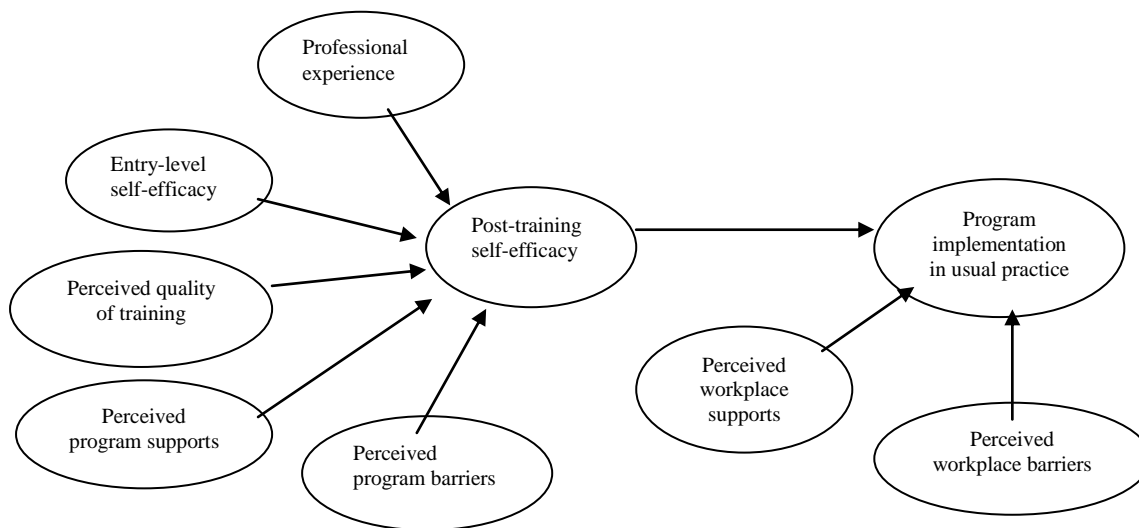 Professional
experience
Entry-level
self-efficacy
Post-training
self-efficacy
Program
implementation
in usual practice
Perceived quality
of training
Perceived
workplace
supports
Perceived
program supports
Perceived
program barriers
Perceived
workplace barriers